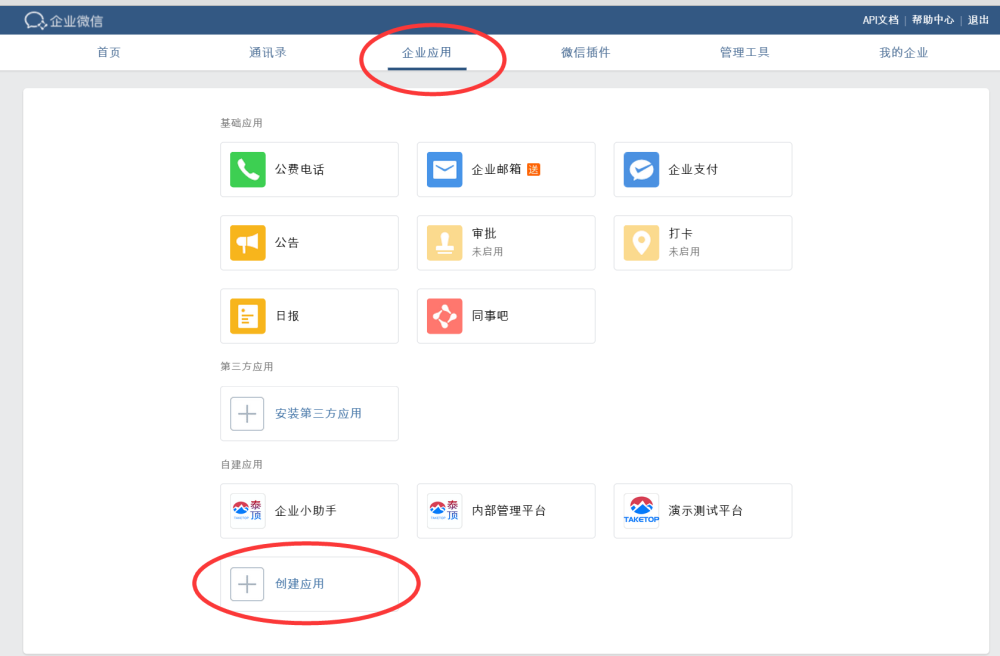 企业微信
API文档 | 帮助中心 | 退出
首页 通讯录 企业应用 微信插件 管理工具 我的企业
基础应用
公费电话
企业邮箱 送
企业支付
公告
审批
未启用
打卡
未启用
日报
同事吧
第三方应用
安装第三方应用
自建应用
泰顶
TAKETOP
企业小助手
泰顶
TAKETOP
内部管理平台
TAKETOP
演示测试平台
创建应用